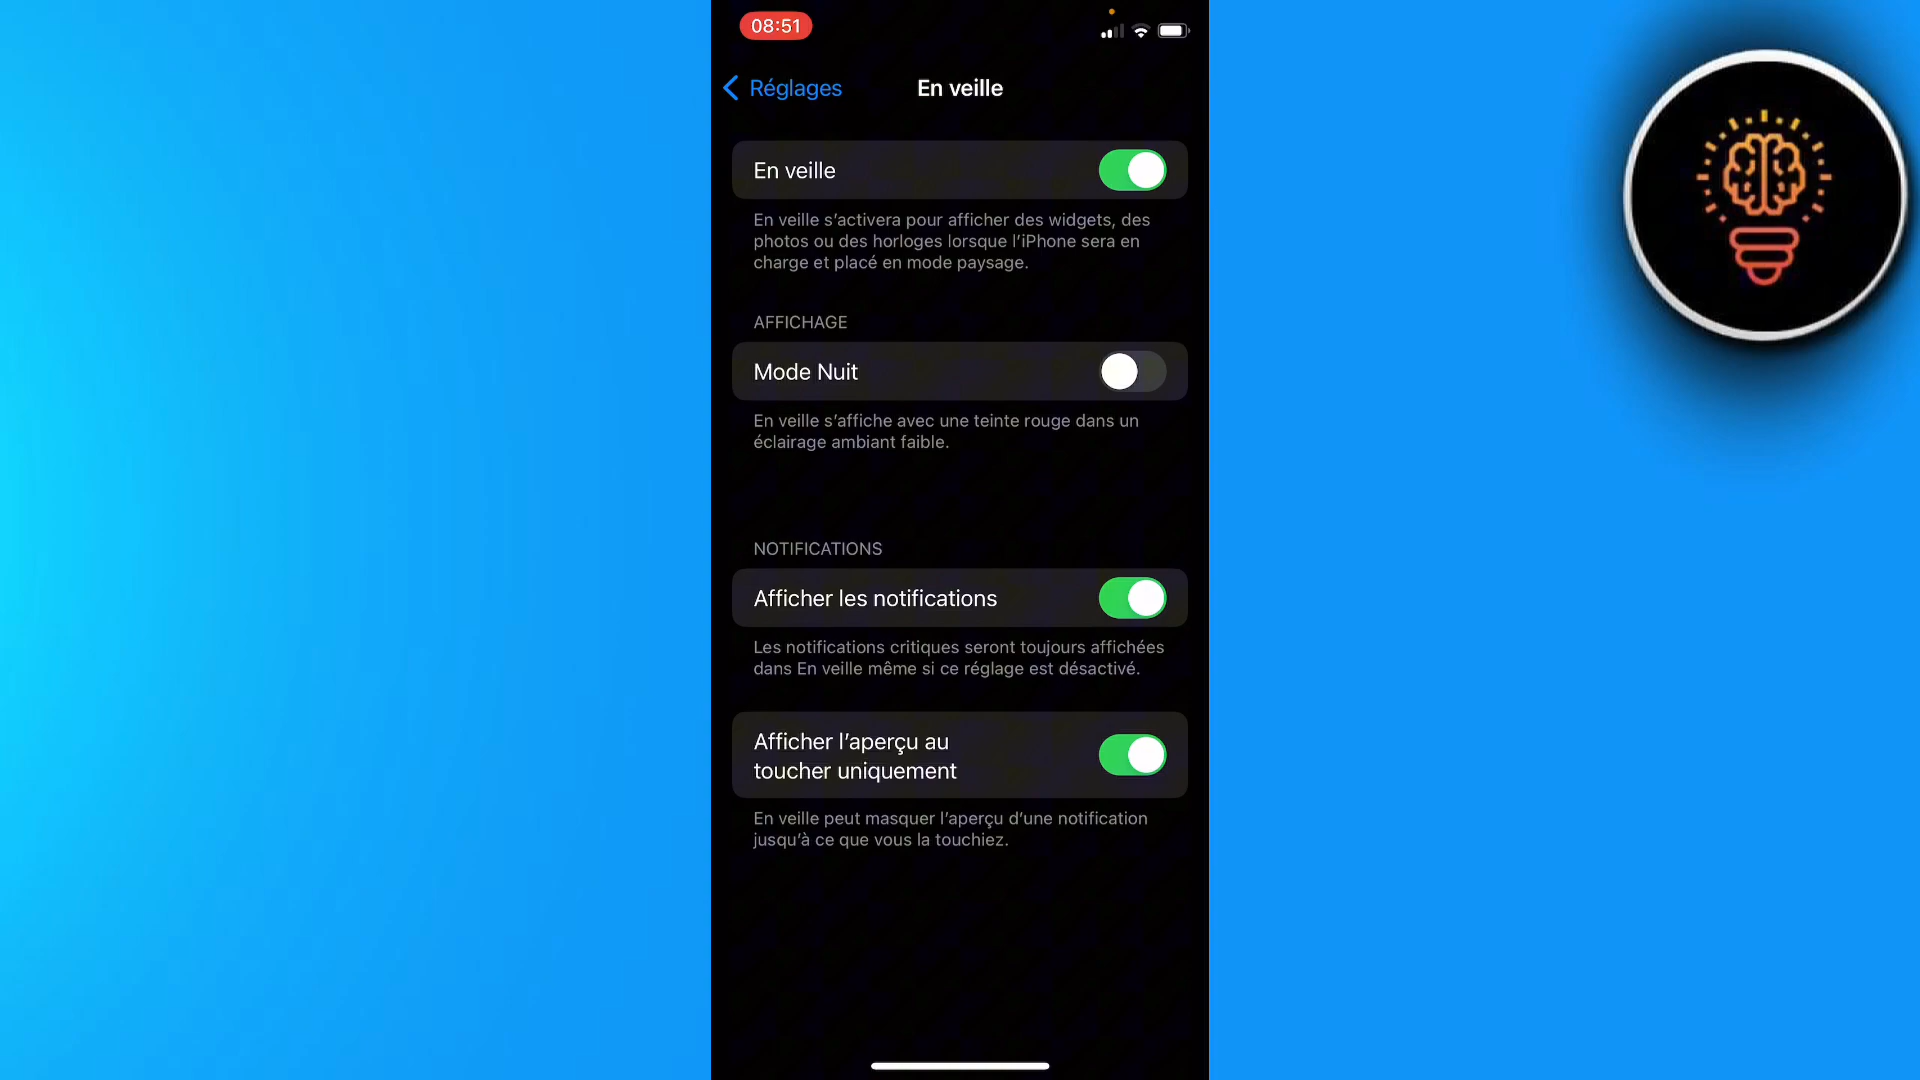 08:51
Réglages
En veille
En veille
En veille s’activera pour afficher des widgets, des
photos ou des horloges lorsque l’iPhone sera en
charge et placé en mode paysage.
AFFICHAGE
Mode Nuit
En veille s’affiche avec une teinte rouge dans un
éclairage ambiant faible.
NOTIFICATIONS
Afficher les notifications
Les notifications critiques seront toujours affichées
dans En veille même si ce réglage est désactivé.
Afficher l’aperçu au
toucher uniquement
En veille peut masquer l’aperçu d’une notification
jusqu’à ce que vous la touchiez.